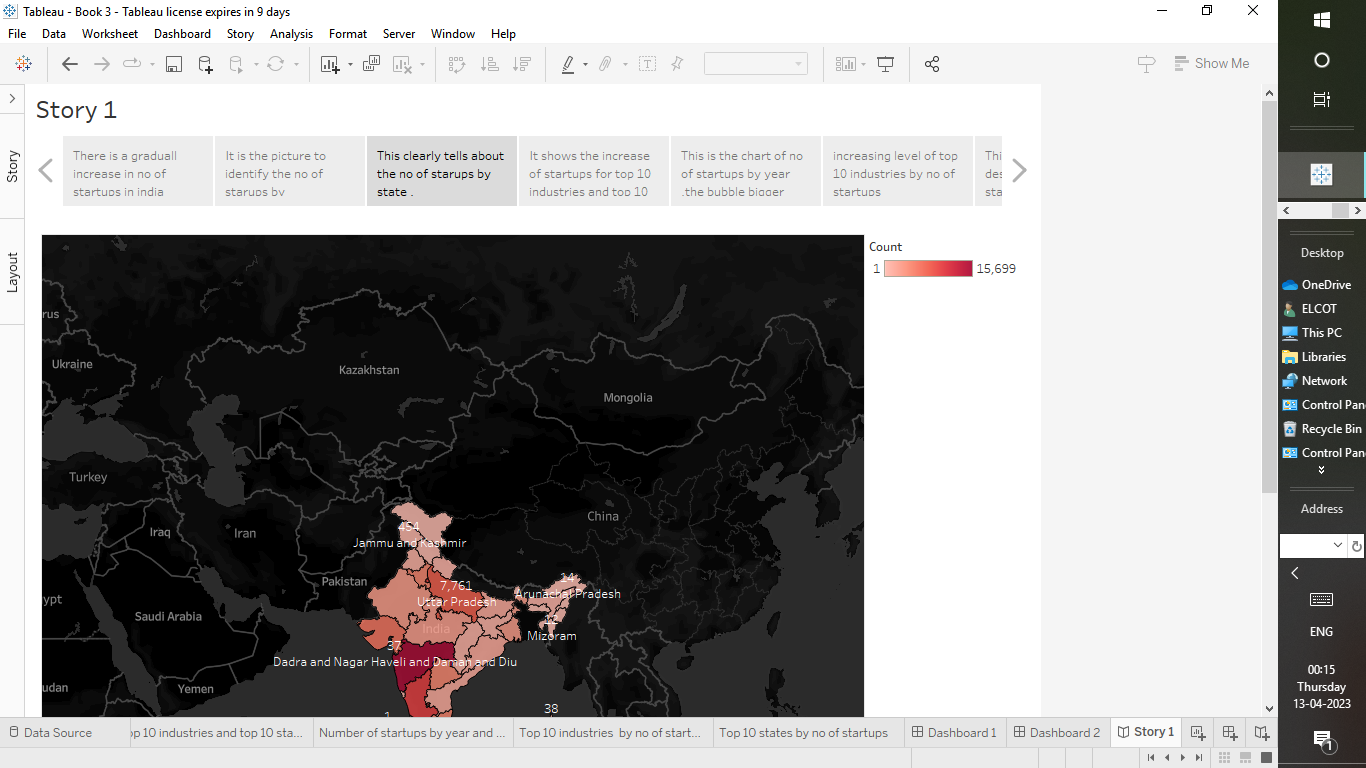 Tableau - Book 3 - Tableau license expires in 9 days
File Data Worksheet Dashboard Story Analysis Format Server Window Help
Show Me
Story
Layout
Story 1
There is a graduall
increase in no of
startups in india
It is the picture to
identify the no of
starups by
This clearly tells about
the no of starups by
state .
It shows the increase
of startups for top 10
industries and top 10
This is the chart of no
of startups by year
.the bubble bigger
increasing level of top
10 industries by no of
startups
Thi
des
sta
Count
1 15,699
rus
Ukraine
Kazakhstan
Mongolia
Turkey
China
Iraq
Iran
454
Jammu and Kashmir
Pakistan
7,761
Uttar Pradesh
24
Arunachal Pradesh
ypt
Saudi Arabia
India
12
Mizoram
37
Dadra and Nagar Haveli and Daman and Diu
udan
Yemen
1
38
Data Source
op 10 industries and top 10 sta...
Number of startups by year and ...
Top 10 industries by no of start...
Top 10 states by no of startups
Dashboard 1
Dashboard 2
Story 1
Desktop
OneDrive
ELCOT
This PC
Libraries
Network
Control Pan
Recycle Bin
Control Pan
Address
ENG
00:15
Thursday
13-04-2023
1